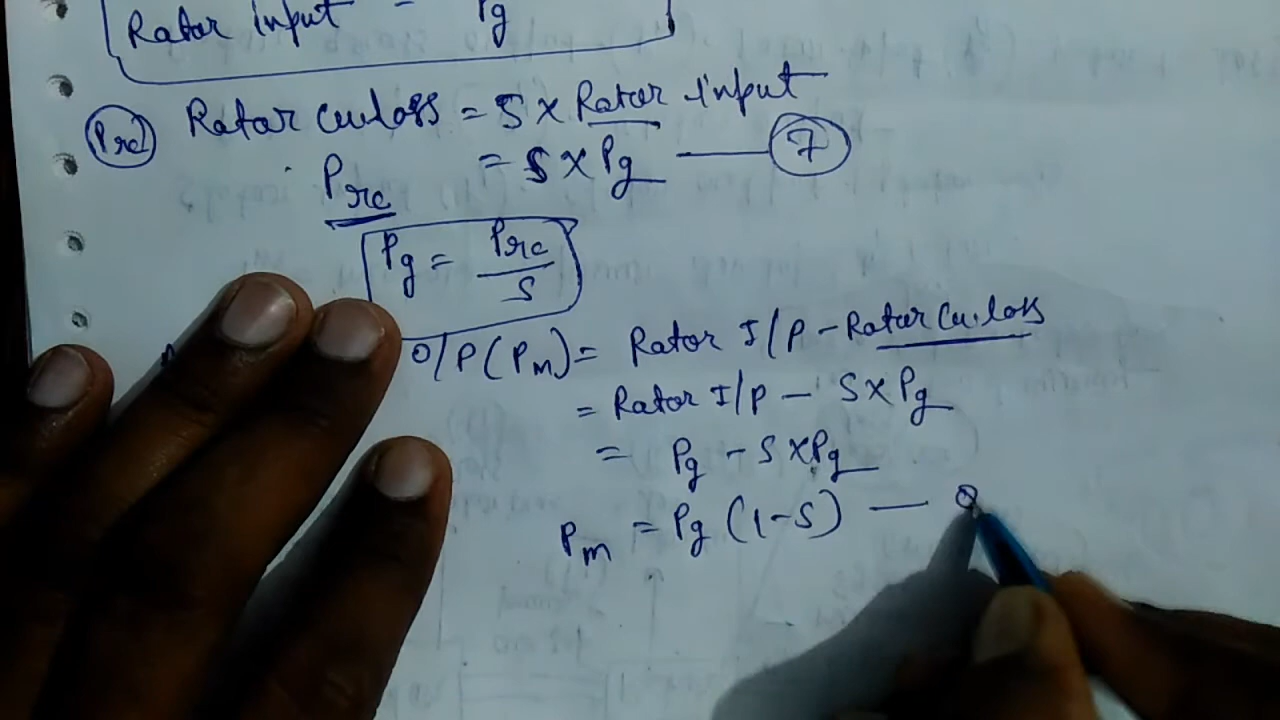 Rotor input = Pg
Prc Rotor cu loss = S x Rotor input
Prc = S x Pg — 7
Pg = Prc / S
O/P (Pm) = Rotor I/P - Rotor cu. loss
= Rotor I/P - S x Pg
= Pg - S x Pg
Pm = Pg (1-S) — 8